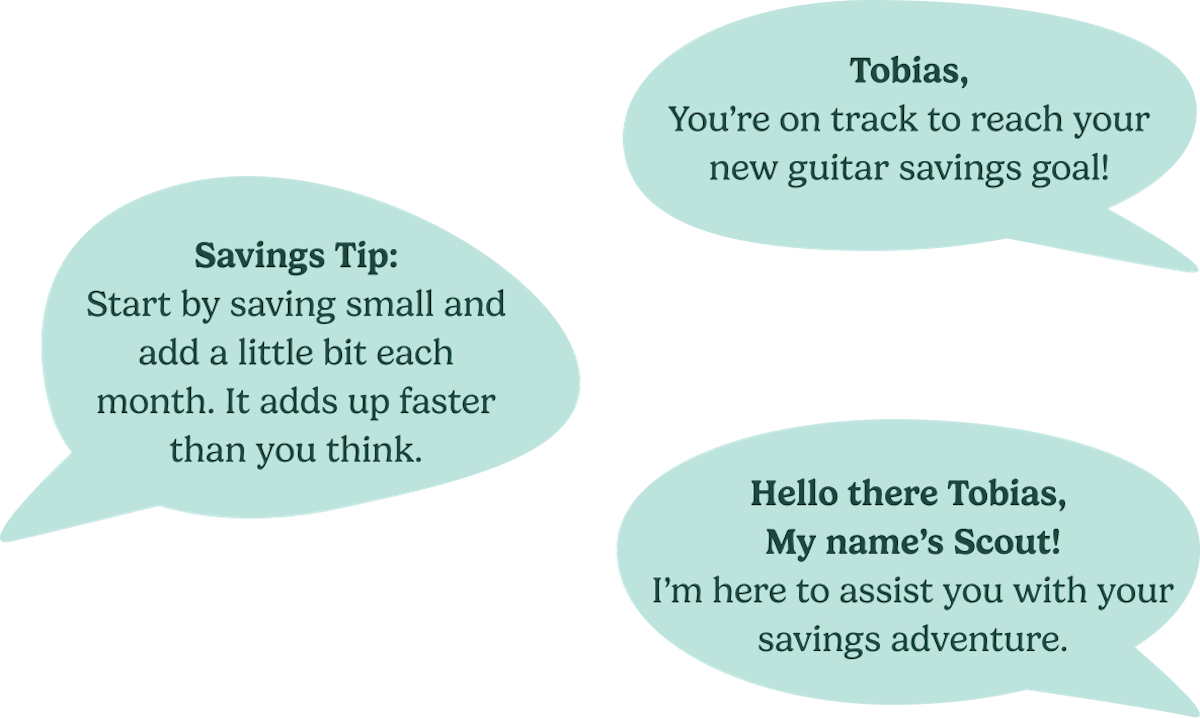 Tobias,
You’re on track to reach your
new guitar savings goal!
Savings Tip:
Start by saving small and
add a little bit each
month. It adds up faster
than you think.
Hello there Tobias,
My name’s Scout!
I’m here to assist you with your
savings adventure.